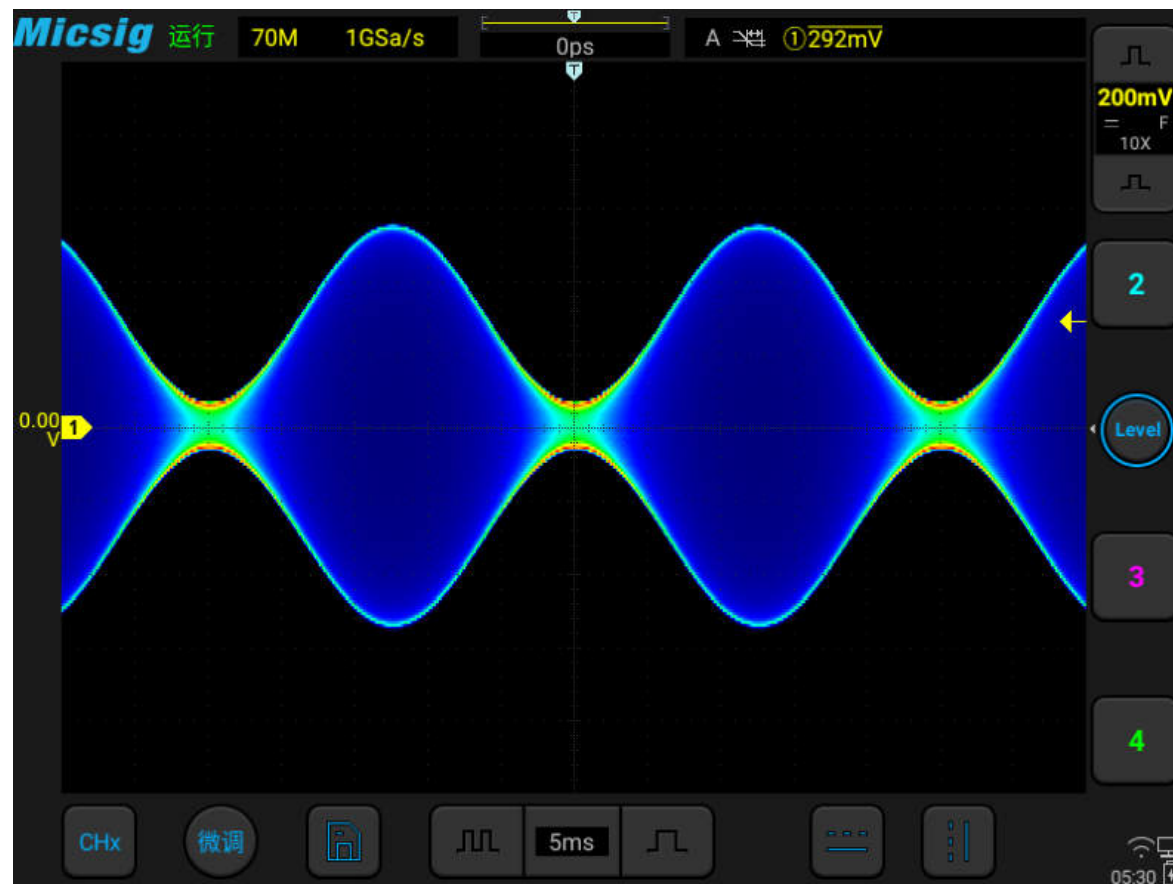 Micsig 运行 70M 1GSa/s 0ps A ①292mV
T
T
200mV
F
10X
2
0.00
V
1
Level
3
4
CHx 微调 5ms
05:30